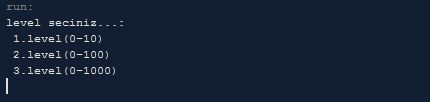 run:
level seciniz...:
1.level(0-10)
2.level(0-100)
3.level(0-1000)